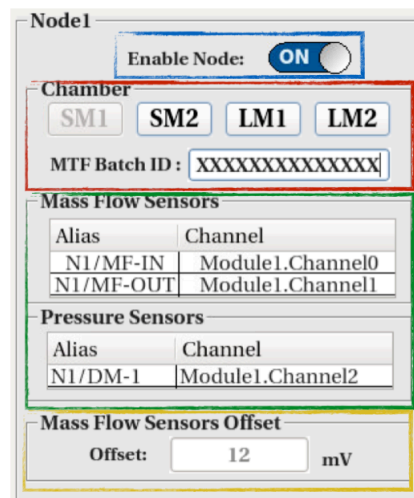 Node1
Enable Node: ON
Chamber
SM1 SM2 LM1 LM2
MTF Batch ID : XXXXXXXXXXXXXX
Mass Flow Sensors
Alias Channel
N1/MF-IN Module1.Channel0
N1/MF-OUT Module1.Channel1
Pressure Sensors
Alias Channel
N1/DM-1 Module1.Channel2
Mass Flow Sensors Offset
Offset: 12 mV